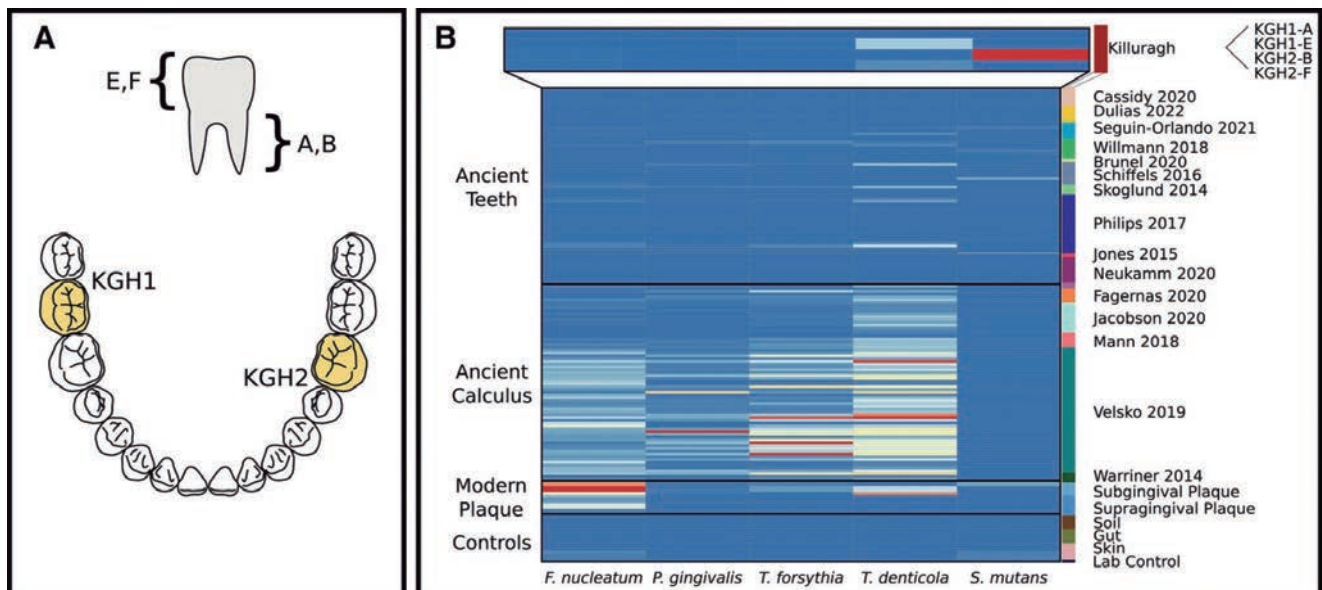 A
E,F
A,B
KGH1
KGH2
B
Killuragh
KGH1-A
KGH1-E
KGH2-B
KGH2-F
Ancient
Teeth
Ancient
Calculus
Modern
Plaque
Controls
Cassidy 2020
Dulias 2022
Seguin-Orlando 2021
Willmann 2018
Brunel 2020
Schiffels 2016
Skoglund 2014
Philips 2017
Jones 2015
Neukamm 2020
Fagernas 2020
Jacobson 2020
Mann 2018
Velsko 2019
Warriner 2014
Subgingival Plaque
Supragingival Plaque
Soil
Gut
Skin
Lab Control
F. nucleatum P. gingivalis T. forsythia T. denticola S. mutans